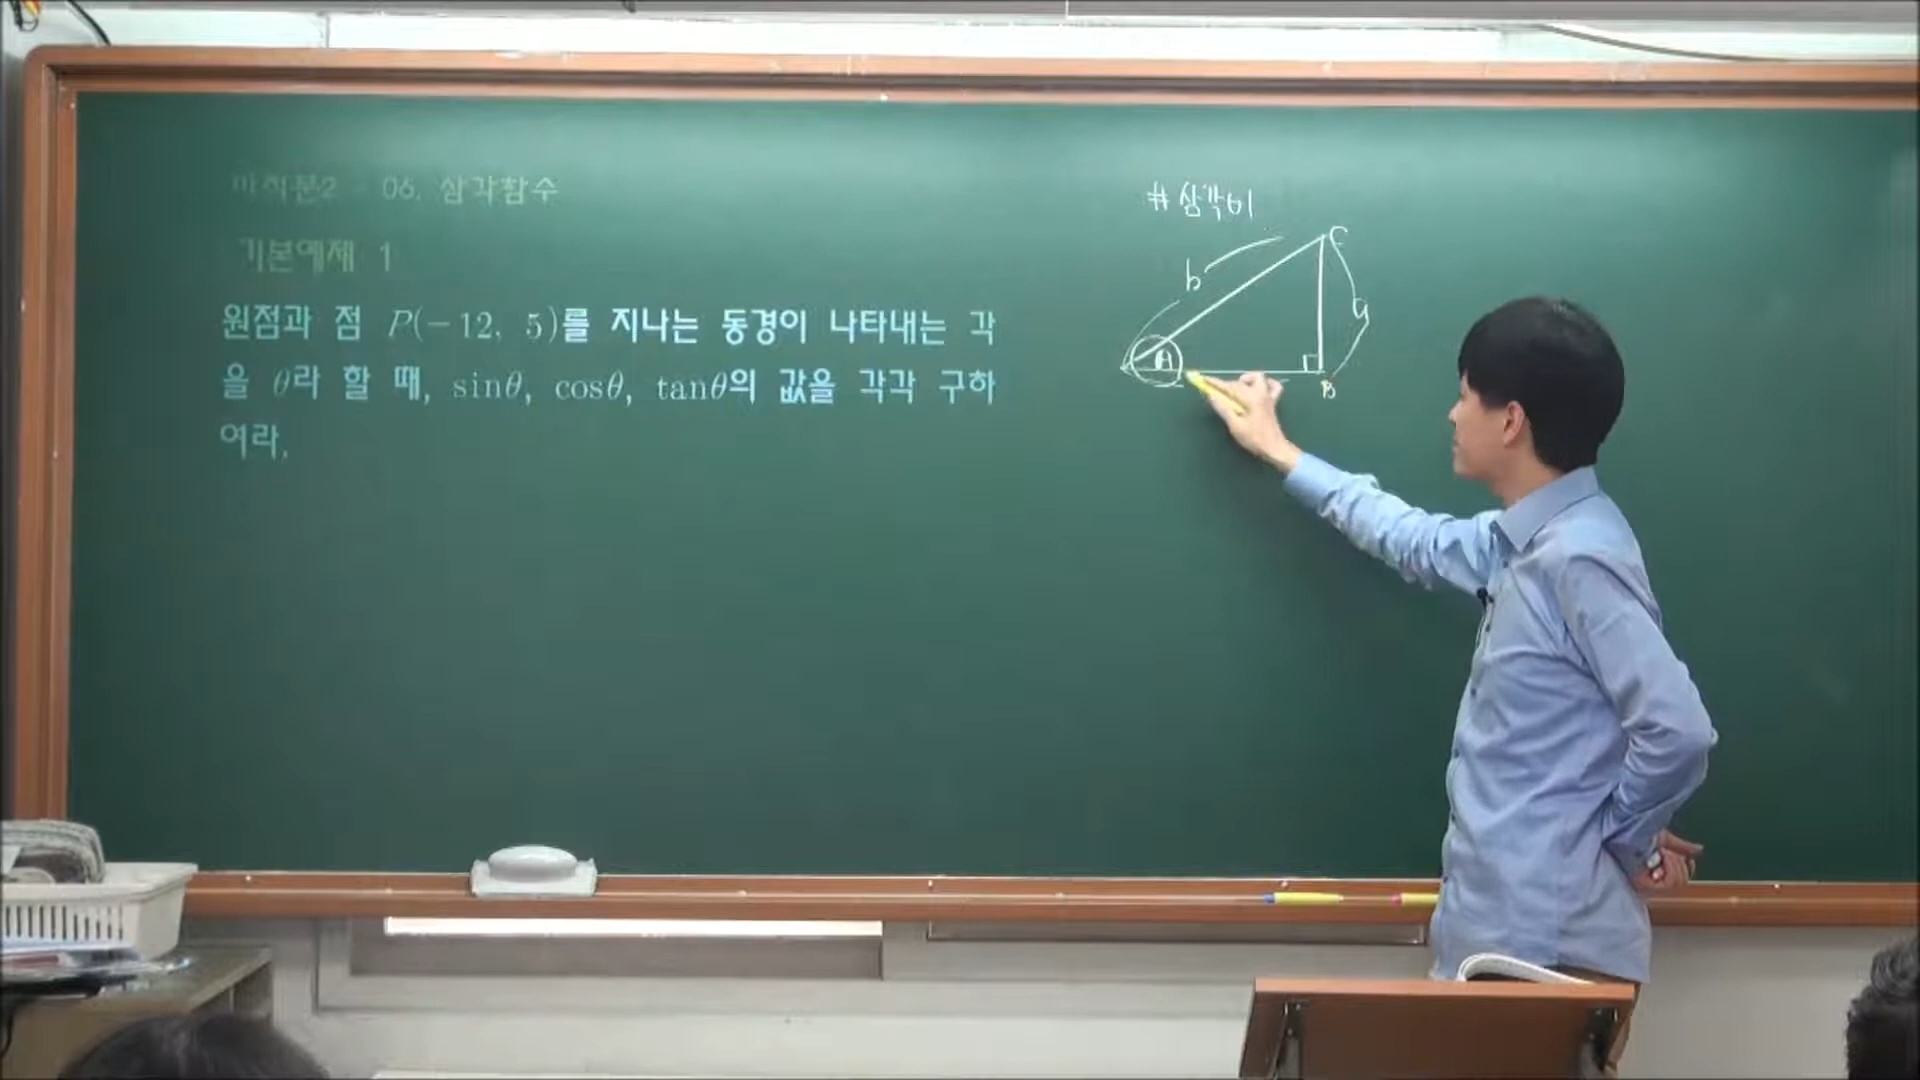 미적분2 - 06. 삼각함수
기본예제 1
원점과 점 P(−12, 5)를 지나는 동경이 나타내는 각
을 θ라 할 때, sinθ, cosθ, tanθ의 값을 각각 구하
여라.
# 삼각비
C
b
a
A
B